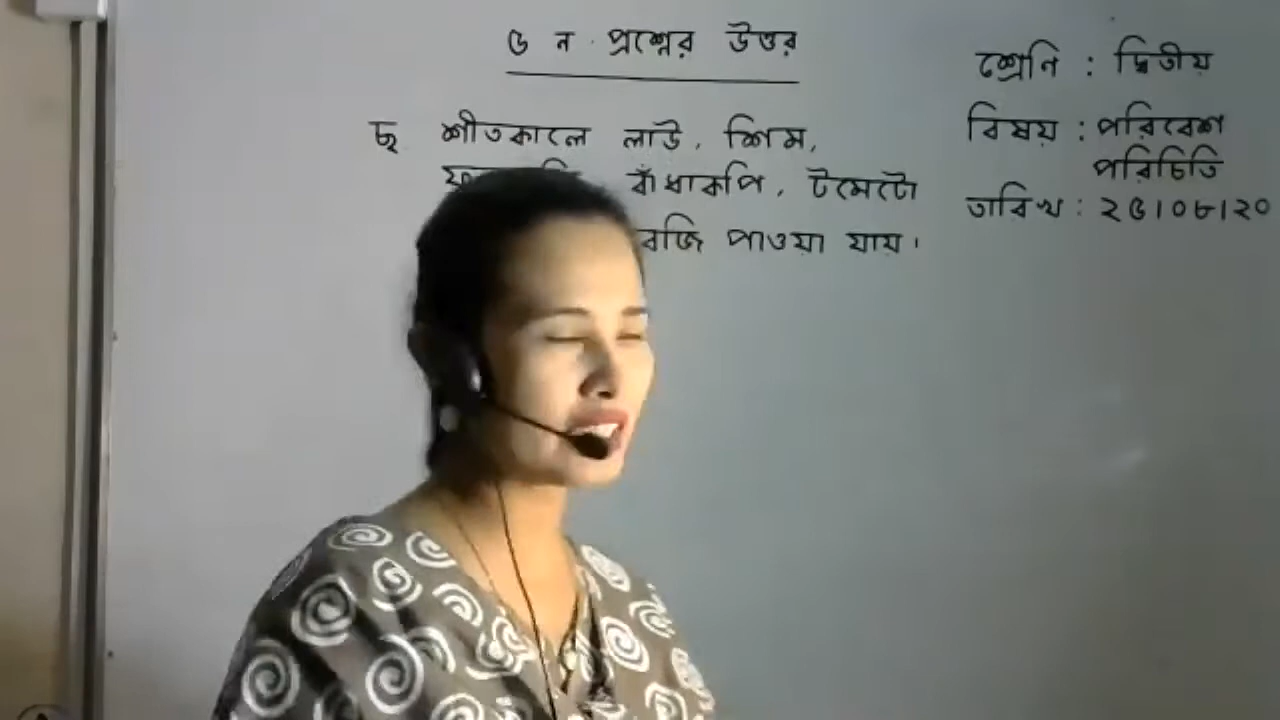 ৬ ন প্রশ্নের উত্তর
শ্রেনি : দ্বিতীয়
বিষয় : পরিবেশ
পরিচিতি
তারিখ : ২৫।০৮।২০
ছ শীতকালে লাউ, শিম,
বাঁধাকপি, টমেটো
পাওয়া যায়।